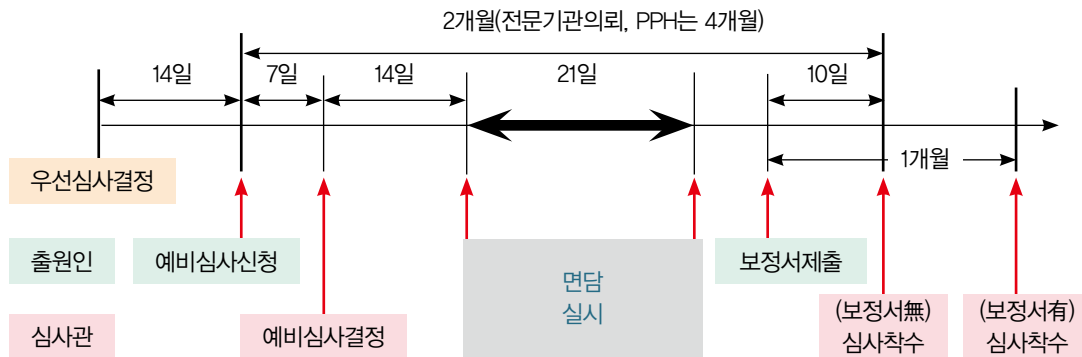 2개월(전문기관의뢰, PPH는 4개월)
14일
7일
14일
21일
10일
1개월
우선심사결정
출원인
예비심사신청
면담
실시
보정서제출
심사관
예비심사결정
(보정서無)
심사착수
(보정서有)
심사착수